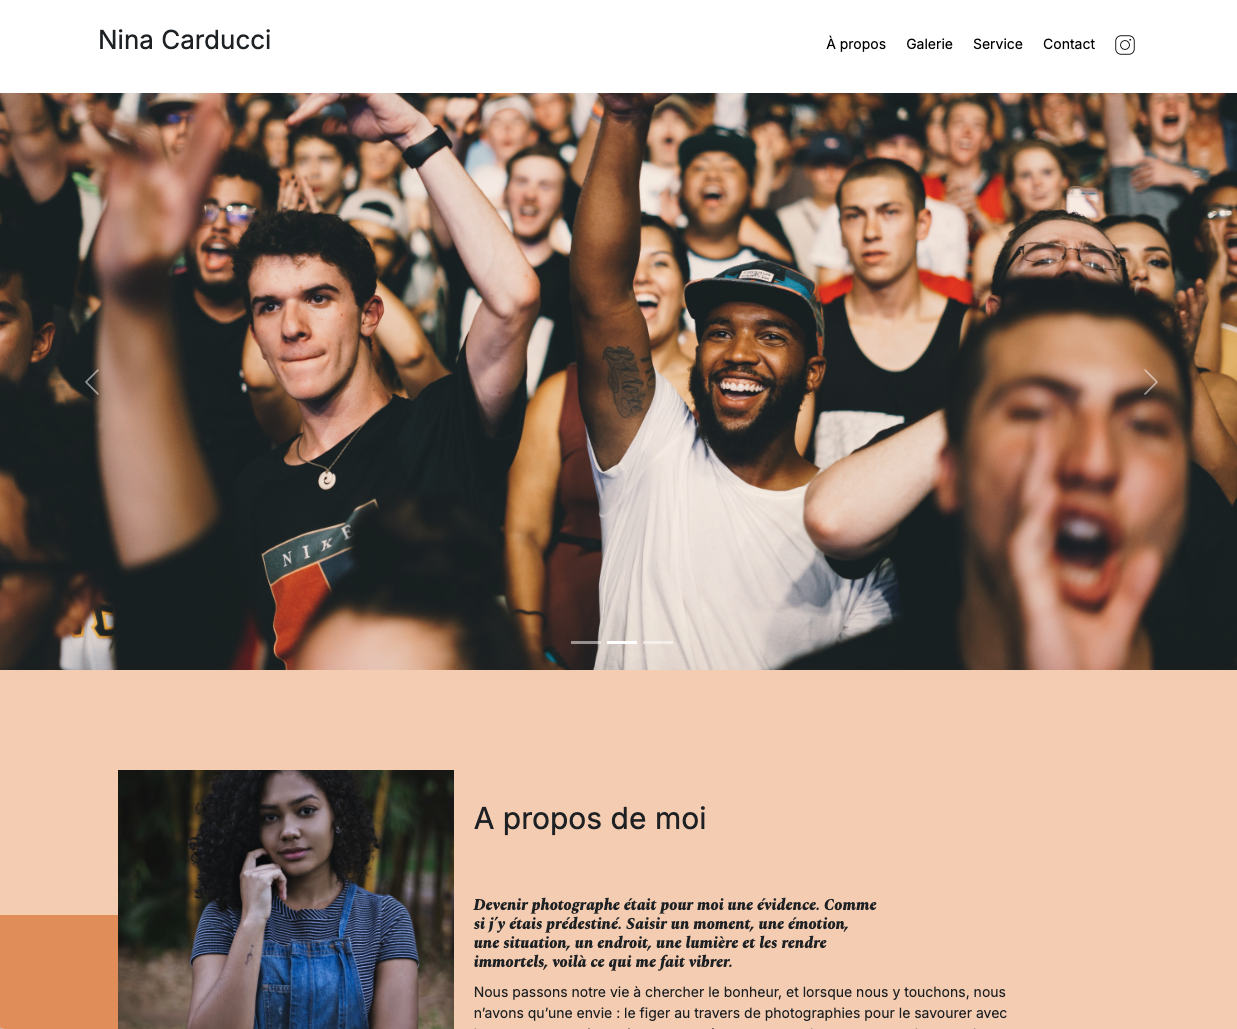 Nina Carducci
À propos Galerie Service Contact
NIKE
A propos de moi
Devenir photographe était pour moi une évidence. Comme
si j'y étais prédestiné. Saisir un moment, une émotion,
une situation, un endroit, une lumière et les rendre
immortels, voilà ce qui me fait vibrer.
Nous passons notre vie à chercher le bonheur, et lorsque nous y touchons, nous
n'avons qu'une envie : le figer au travers de photographies pour le savourer avec